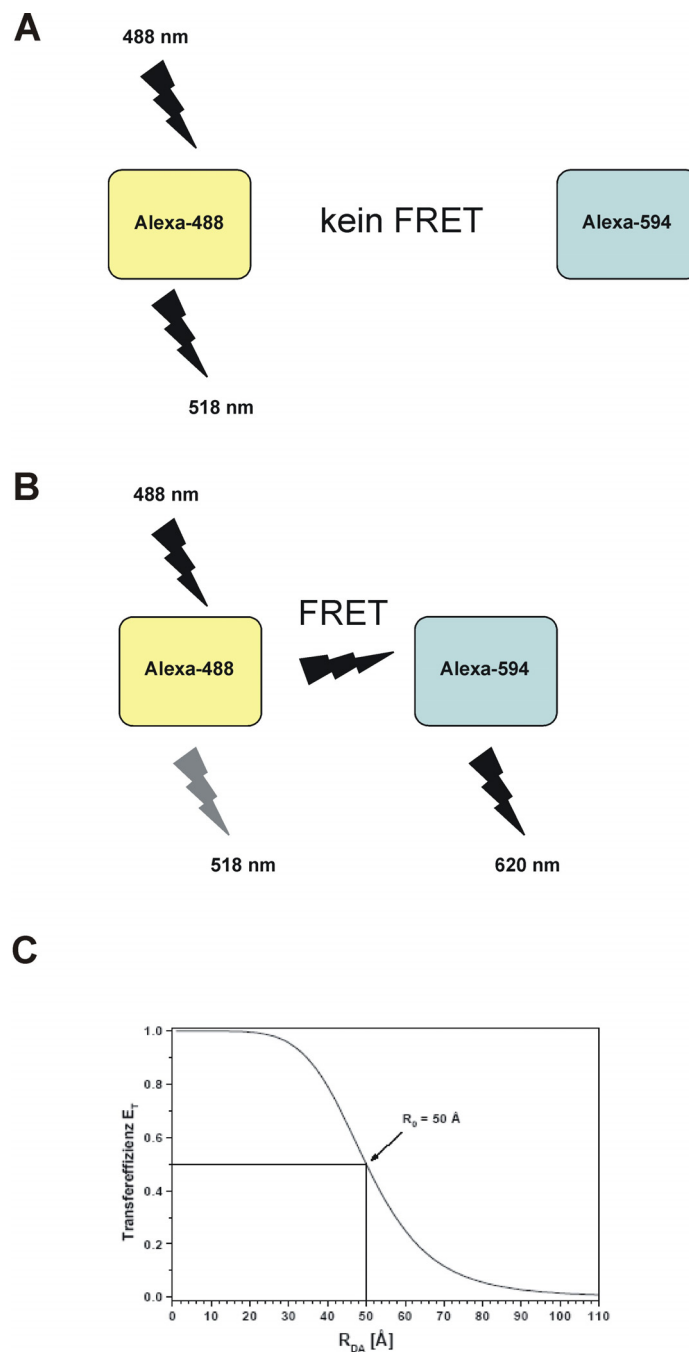 A
488 nm
Alexa-488
kein FRET
Alexa-594
518 nm
B
488 nm
FRET
Alexa-488
Alexa-594
518 nm
620 nm
C
Transfereffizienz E_T
1.0
0.8
0.6
0.4
0.2
0.0
R_0 = 50 Å
0 10 20 30 40 50 60 70 80 90 100 110
R_DA [Å]